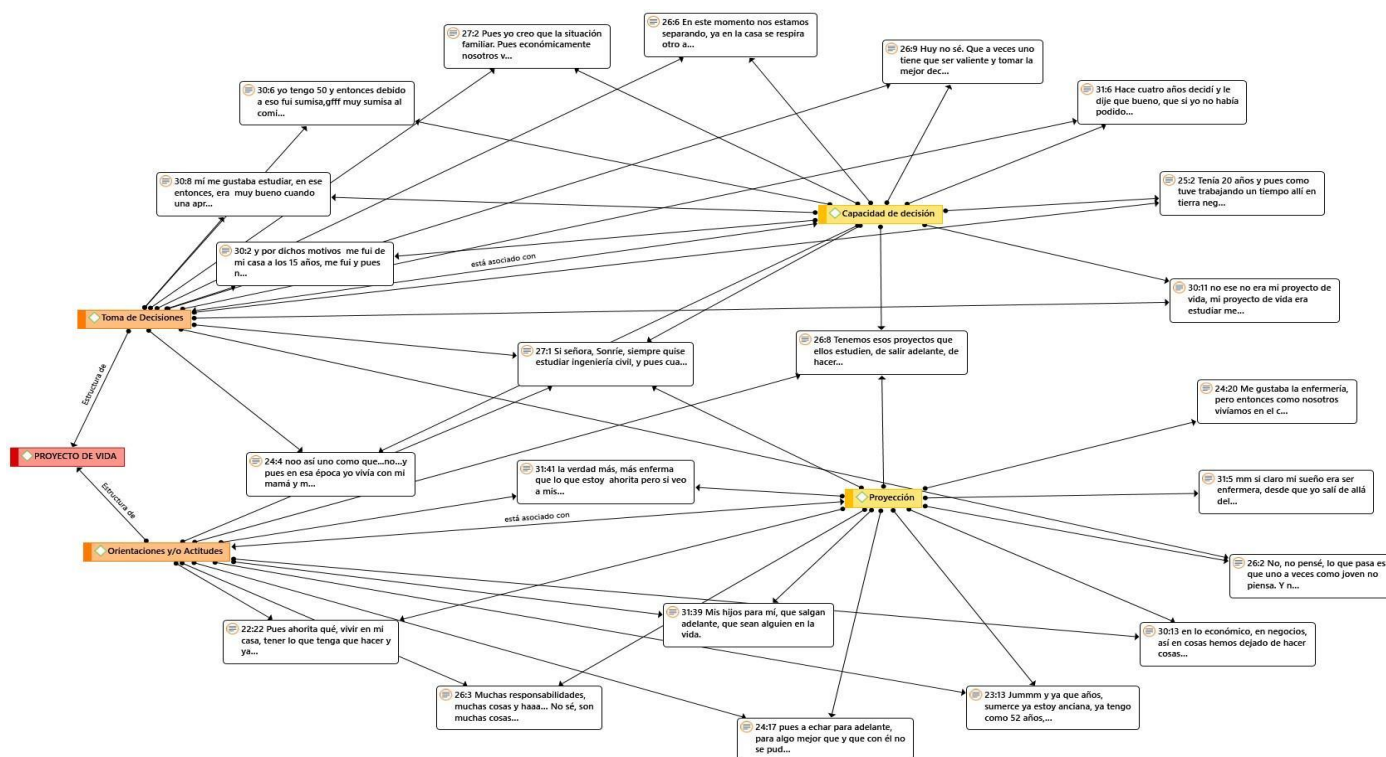 27:2 Pues yo creo que la situación
familiar. Pues económicamente
nosotros v...
26:6 En este momento nos estamos
separando, ya en la casa se respira
otro a...
26:9 Huy no sé. Que a veces uno
tiene que ser valiente y tomar la
mejor dec...
30:6 yo tengo 50 y entonces debido
a eso fui sumisa,gfff muy sumisa al
comi...
31:6 Hace cuatro años decidí y le
dije que bueno, que si yo no había
podido...
30:8 mí me gustaba estudiar, en ese
entonces, era muy bueno cuando
una apr...
25:2 Tenía 20 años y pues como
tuve trabajando un tiempo allí en
tierra neg...
Capacidad de decisión
30:2 y por dichos motivos me fui de
mi casa a los 15 años, me fui y pues
n...
está asociado con
30:11 no ese no era mi proyecto de
vida, mi proyecto de vida era
estudiar me...
Toma de Decisiones
27:1 Si señora, Sonríe, siempre quise
estudiar ingeniería civil, y pues cua...
26:8 Tenemos esos proyectos que
ellos estudien, de salir adelante, de
hacer...
Estructura de
24:20 Me gustaba la enfermería,
pero entonces como nosotros
vivíamos en el c...
PROYECTO DE VIDA
24:4 noo así uno como que...no...y
pues en esa época yo vivía con mi
mamá y m...
31:41 la verdad más, más enferma
que lo que estoy ahorita pero si veo
a mis...
31:5 mm si claro mi sueño era ser
enfermera, desde que yo salí de allá
del...
Proyección
Estructura de
está asociado con
Orientaciones y/o Actitudes
26:2 No, no pensé, lo que pasa es
que uno a veces como joven no
piensa. Y n...
22:22 Pues ahorita qué, vivir en mi
casa, tener lo que tenga que hacer y
ya...
31:39 Mis hijos para mí, que salgan
adelante, que sean alguien en la
vida.
30:13 en lo económico, en negocios,
así en cosas hemos dejado de hacer
cosas...
26:3 Muchas responsabilidades,
muchas cosas y haaa... No sé, son
muchas cosas...
24:17 pues a echar para adelante,
para algo mejor que y que con él no
se pud...
23:13 Jummm y ya que años,
sumerce ya estoy anciana, ya tengo
como 52 años,...